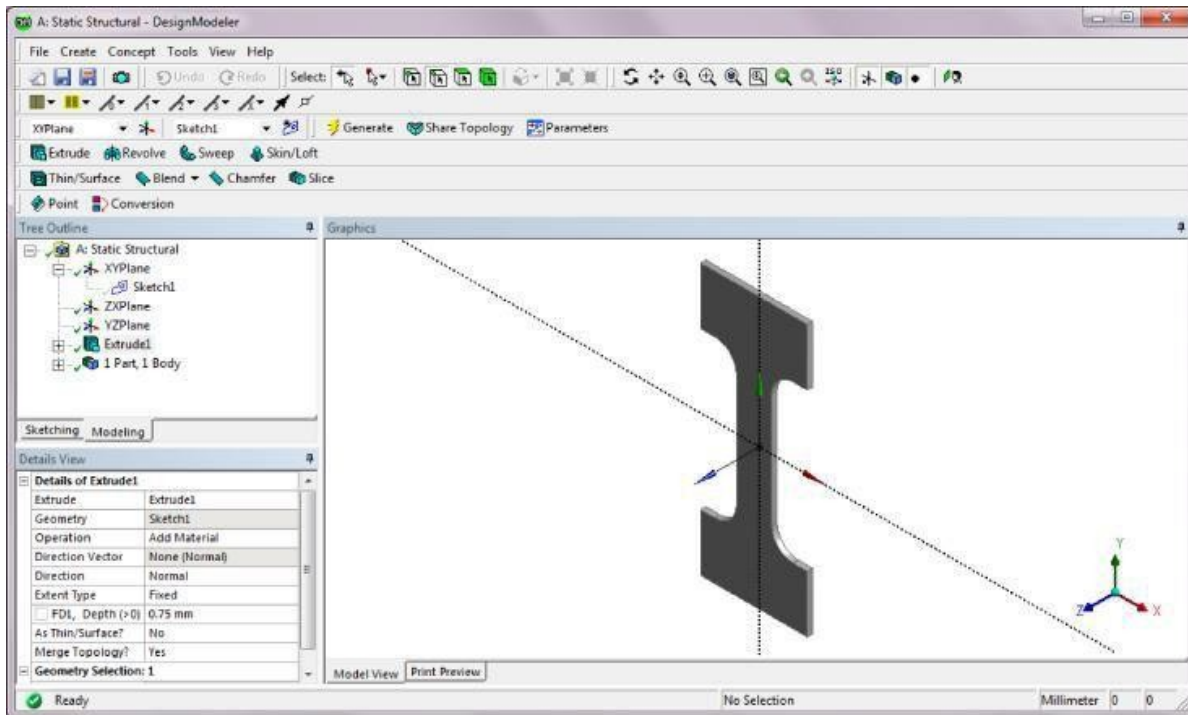 A: Static Structural - DesignModeler
File Create Concept Tools View Help
Undo Redo Select:
XYPlane Sketch1 Generate Share Topology Parameters
Extrude Revolve Sweep Skin/Loft
Thin/Surface Blend Chamfer Slice
Point Conversion
Tree Outline
A: Static Structural
XYPlane
Sketch1
ZXPlane
YZPlane
Extrude1
1 Part, 1 Body
Sketching Modeling
Details View
Details of Extrude1
Extrude Extrude1
Geometry Sketch1
Operation Add Material
Direction Vector None (Normal)
Direction Normal
Extent Type Fixed
FD1, Depth (>0) 0.75 mm
As Thin/Surface? No
Merge Topology? Yes
Geometry Selection: 1
Graphics
Y
Z
X
Model View Print Preview
Ready No Selection Millimeter 0 0